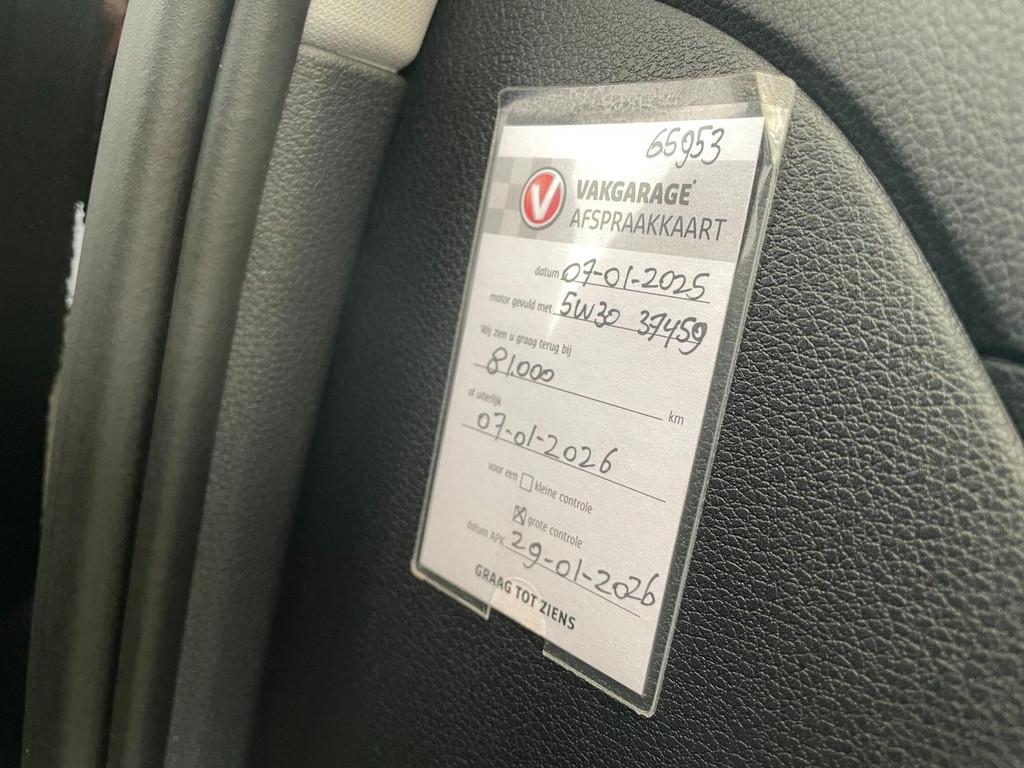 65953
V VAKGARAGE
AFSPRAAKKAART
datum 07-01-2025
motor gevuld met 5W30 37459
Wij zien u graag terug bij
81.000 km
of uiterlijk
07-01-2026
voor een kleine controle
grote controle
datum APK 29-01-2026
GRAAG TOT ZIENS